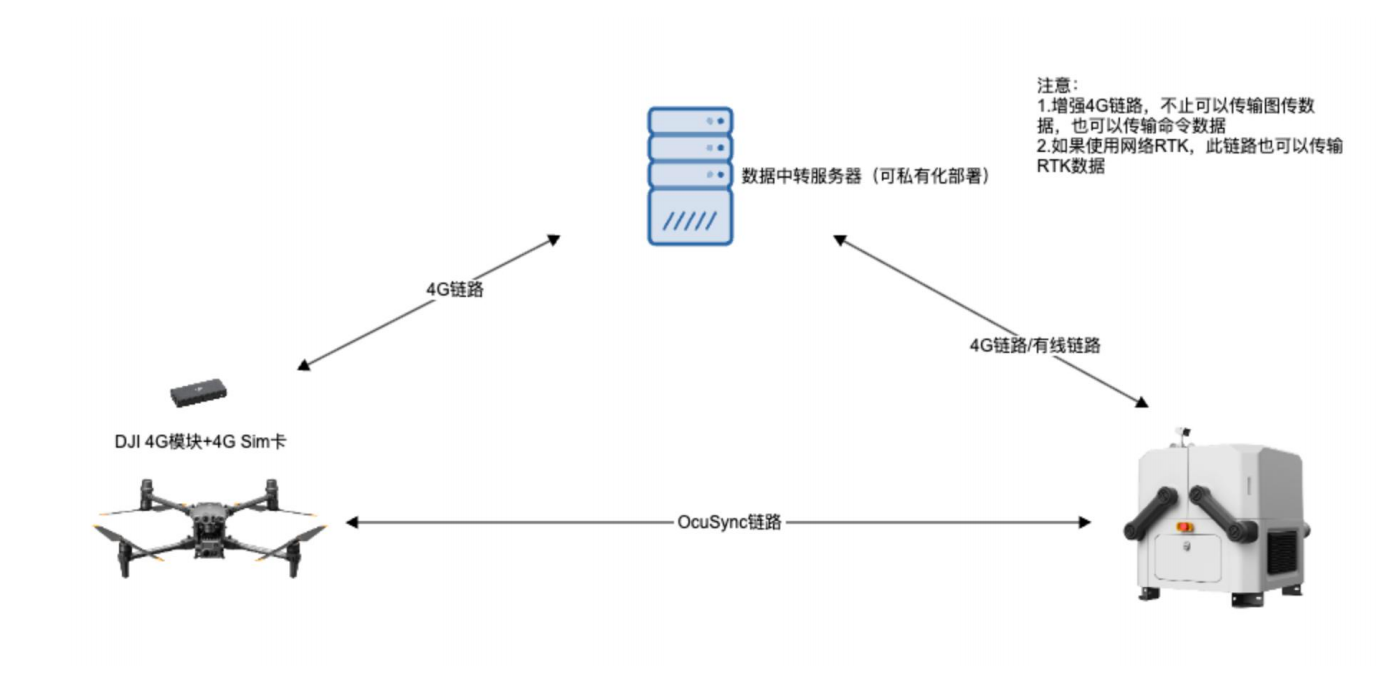 注意：
1.增强4G链路，不止可以传输图传数
据，也可以传输命令数据
2.如果使用网络RTK，此链路也可以传输
RTK数据
数据中转服务器（可私有化部署）
4G链路
4G链路/有线链路
DJI 4G模块+4G Sim卡
OcuSync链路